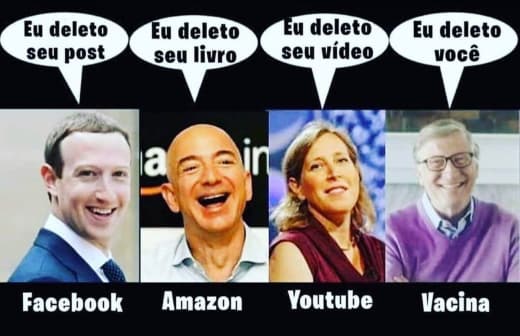 Eu deleto
seu post
Eu deleto
seu livro
Eu deleto
seu vídeo
Eu deleto
você
Facebook
Amazon
Youtube
Vacina